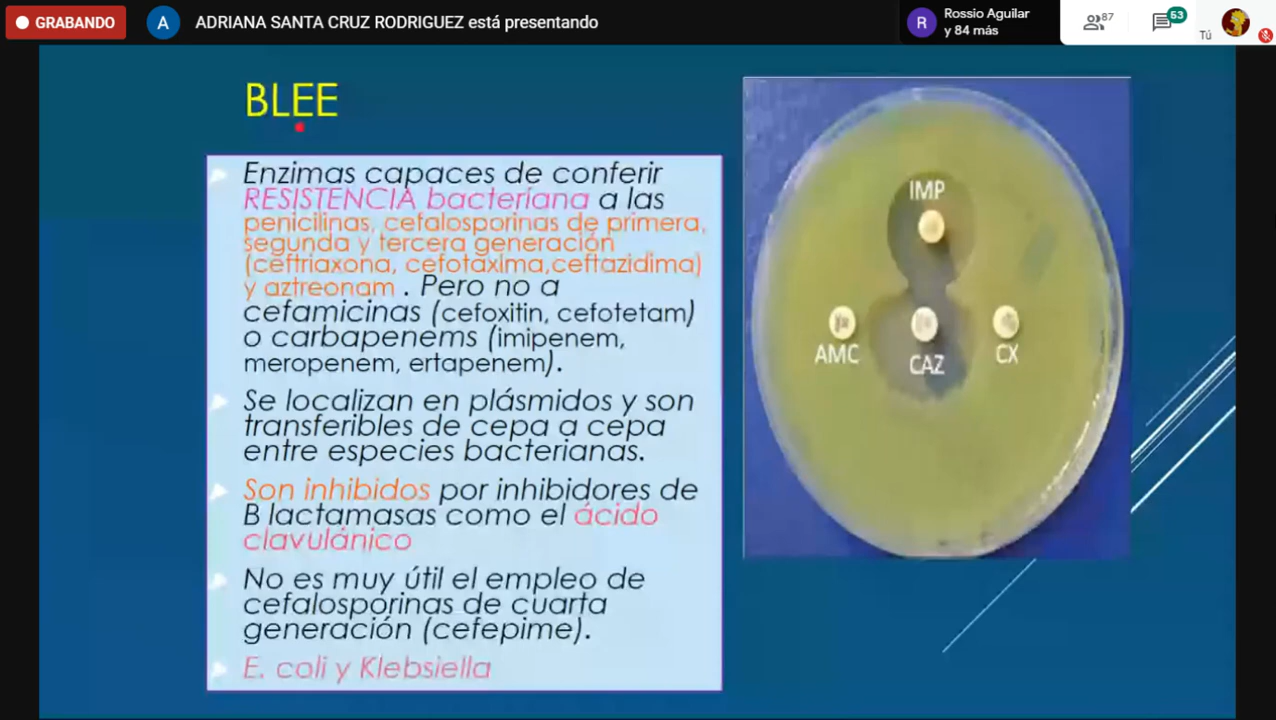 GRABANDO
A
ADRIANA SANTA CRUZ RODRIGUEZ está presentando
R
Rossio Aguilar
y 84 más
87
53
Tú
BLEE
Enzimas capaces de conferir
RESISTENCIA bacteriana a las
penicilinas, cefalosporinas de primera,
segunda y tercera generación
(ceftriaxona, cefotaxima,ceftazidima)
y aztreonam . Pero no a
cefamicinas (cefoxitin, cefotetam)
o carbapenems (imipenem,
meropenem, ertapenem).
Se localizan en plásmidos y son
transferibles de cepa a cepa
entre especies bacterianas.
Son inhibidos por inhibidores de
B lactamasas como el ácido
clavulánico
No es muy útil el empleo de
cefalosporinas de cuarta
generación (cefepime).
E. coli y Klebsiella
IMP
AMC
CAZ
CX